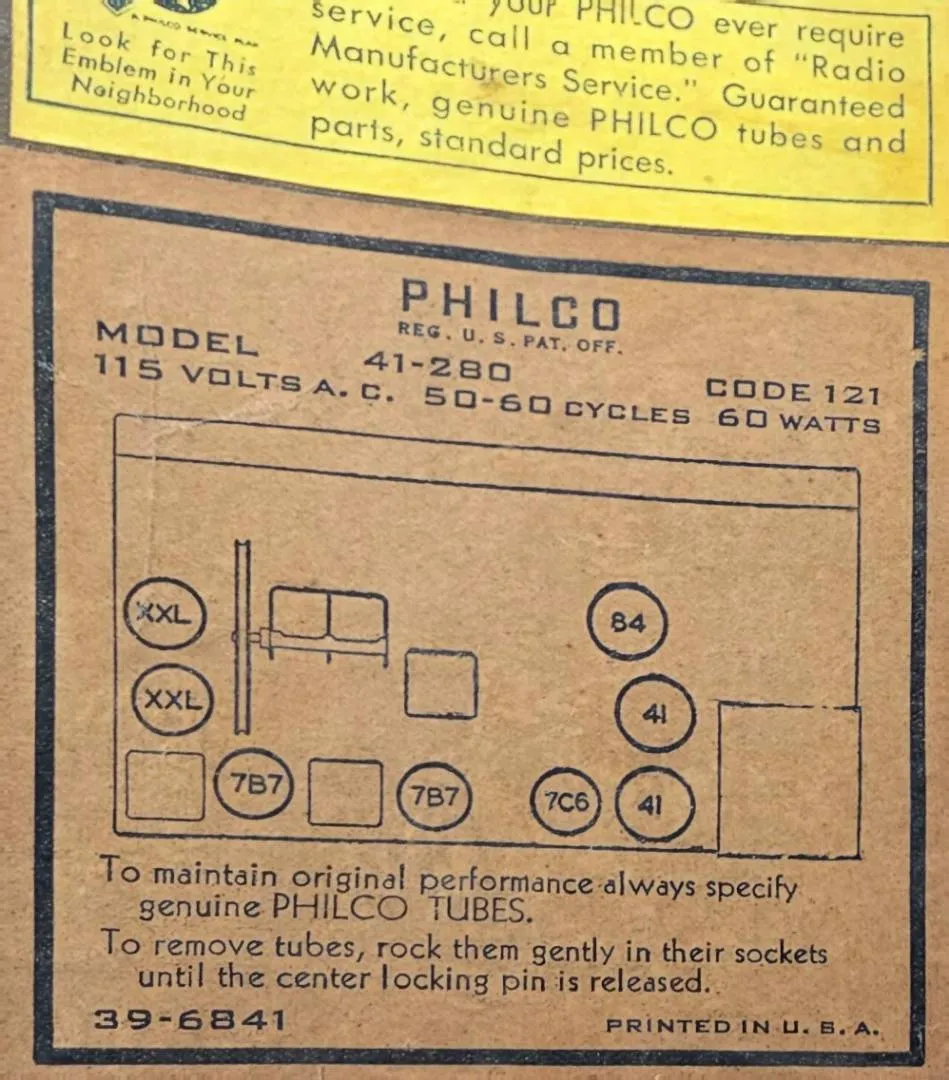 A PHILCO SERVICE PLAN
Look for This
Emblem in Your
Neighborhood
your PHILCO ever require
service, call a member of "Radio
Manufacturers Service." Guaranteed
work, genuine PHILCO tubes and
parts, standard prices.
PHILCO
REG. U. S. PAT. OFF.
MODEL 41-280 CODE 121
115 VOLTS A. C. 50-60 CYCLES 60 WATTS
XXL
84
XXL
41
7B7
7B7
7C6
41
To maintain original performance always specify
genuine PHILCO TUBES.
To remove tubes, rock them gently in their sockets
until the center locking pin is released.
39-6841
PRINTED IN U. S. A.